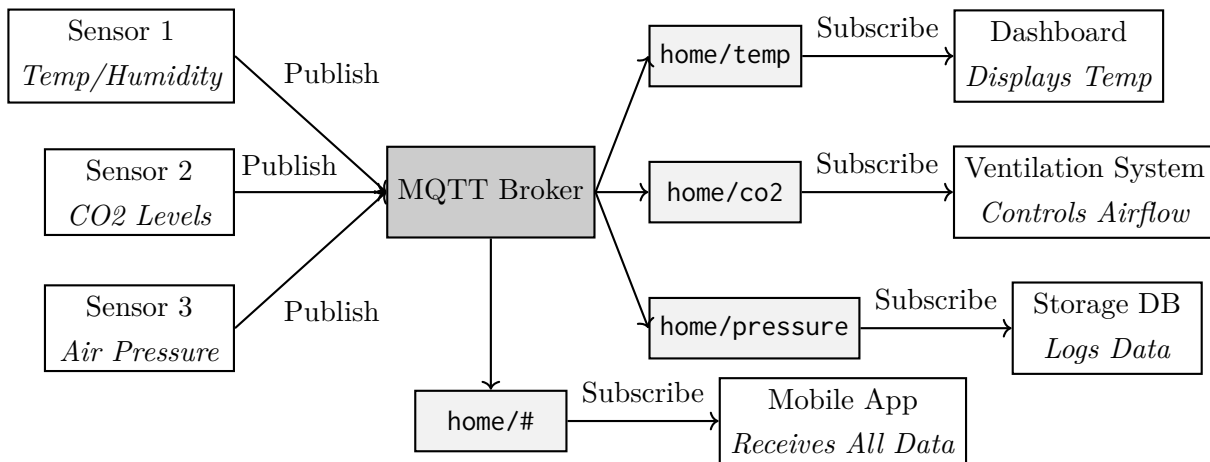 Sensor 1
Temp/Humidity
Publish
Sensor 2
CO2 Levels
Publish
Sensor 3
Air Pressure
Publish
MQTT Broker
home/temp
Subscribe
Dashboard
Displays Temp
home/co2
Subscribe
Ventilation System
Controls Airflow
home/pressure
Subscribe
Storage DB
Logs Data
home/#
Subscribe
Mobile App
Receives All Data